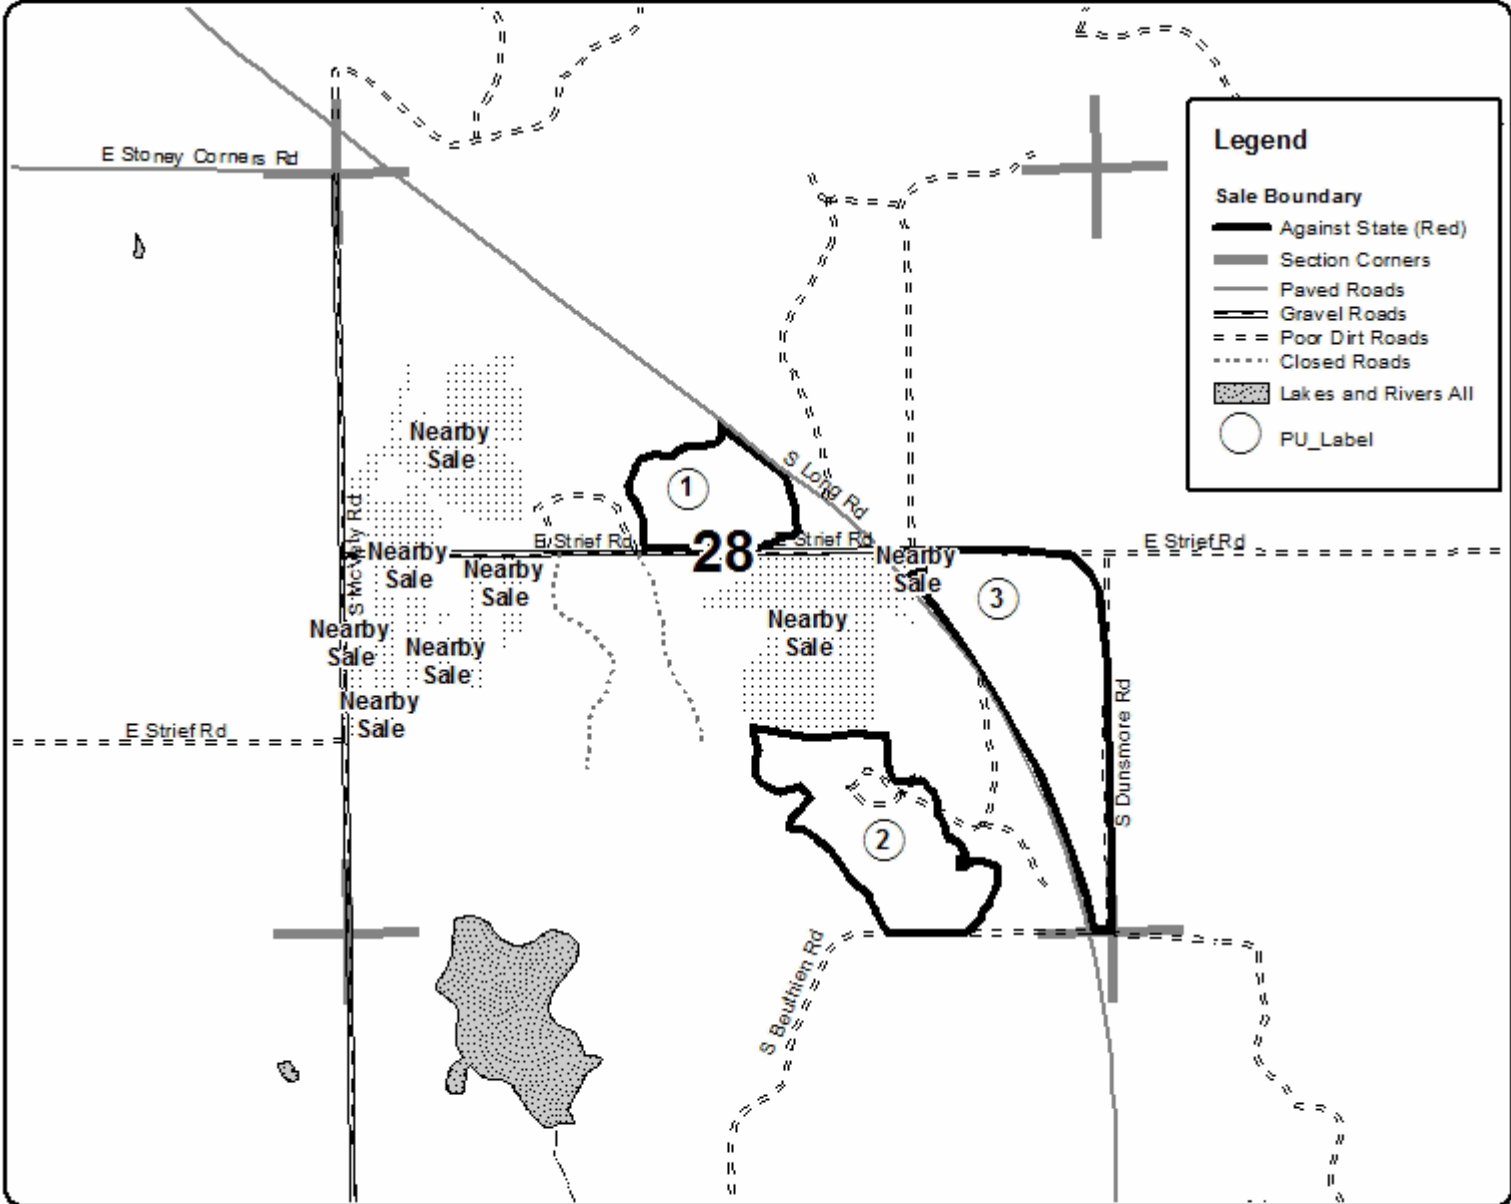 E Stoney Corners Rd
Legend
Sale Boundary
Against State (Red)
Section Corners
Paved Roads
Gravel Roads
Poor Dirt Roads
Closed Roads
Lakes and Rivers All
PU_Label
Nearby
Sale
1
S Long Rd
S McVety Rd
E Strief Rd
28
E Strief Rd
E Strief Rd
Nearby
Sale
Nearby
Sale
Nearby
Sale
3
Nearby
Sale
Nearby
Sale
Nearby
Sale
Nearby
Sale
E Strief Rd
S Dunsmore Rd
2
S Beuthien Rd